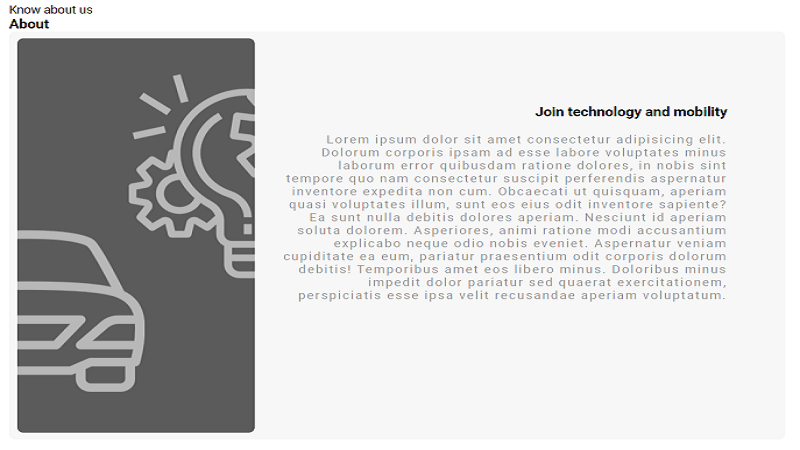 Know about us
About
Join technology and mobility
Lorem ipsum dolor sit amet consectetur adipisicing elit.
Dolorum corporis ipsam ad esse labore voluptates minus
laborum error quibusdam ratione dolores, in nobis sint
tempore quo nam consectetur suscipit perferendis aspernatur
inventore expedita non cum. Obcaecati ut quisquam, aperiam
quasi voluptates illum, sunt eos eius odit inventore sapiente?
Ea sunt nulla debitis dolores aperiam. Nesciunt id aperiam
soluta dolorem. Asperiores, animi ratione modi accusantium
explicabo neque odio nobis eveniet. Aspernatur veniam
cupiditate ea eum, pariatur praesentium odit corporis dolorum
debitis! Temporibus amet eos libero minus. Doloribus minus
impedit dolor pariatur sed quaerat exercitationem,
perspiciatis esse ipsa velit recusandae aperiam voluptatum.